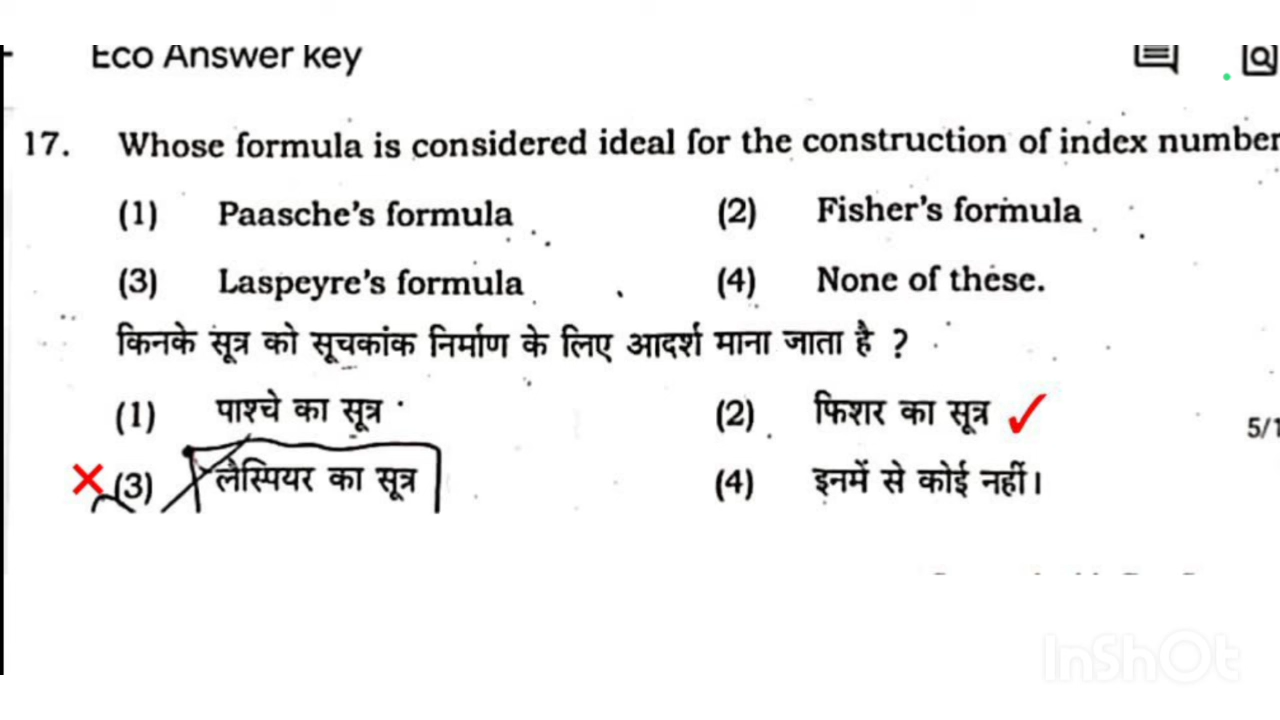 Eco Answer key
17. Whose formula is considered ideal for the construction of index number
(1) Paasche's formula (2) Fisher's formula
(3) Laspeyre's formula (4) None of these.
किनके सूत्र को सूचकांक निर्माण के लिए आदर्श माना जाता है ?
(1) पाश्चे का सूत्र (2) फिशर का सूत्र ✓
5/1
✕ (3) लैस्पियर का सूत्र (4) इनमें से कोई नहीं।
InShOt